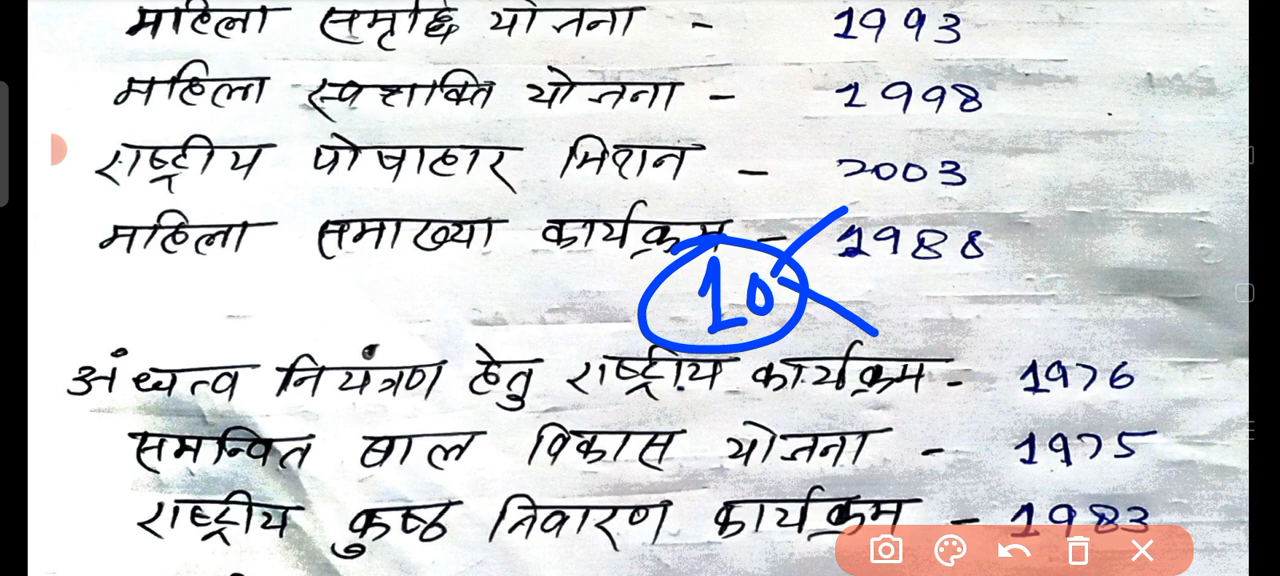 महिला समृद्धि योजना - 1993
महिला स्वशक्ति योजना - 1998
राष्ट्रीय पोषाहार मिशन - 2003
महिला समाख्या कार्यक्रम - 1988
10
अंधत्व नियंत्रण हेतु राष्ट्रीय कार्यक्रम - 1976
समन्वित बाल विकास योजना - 1975
राष्ट्रीय कुष्ठ निवारण कार्यक्रम - 1983